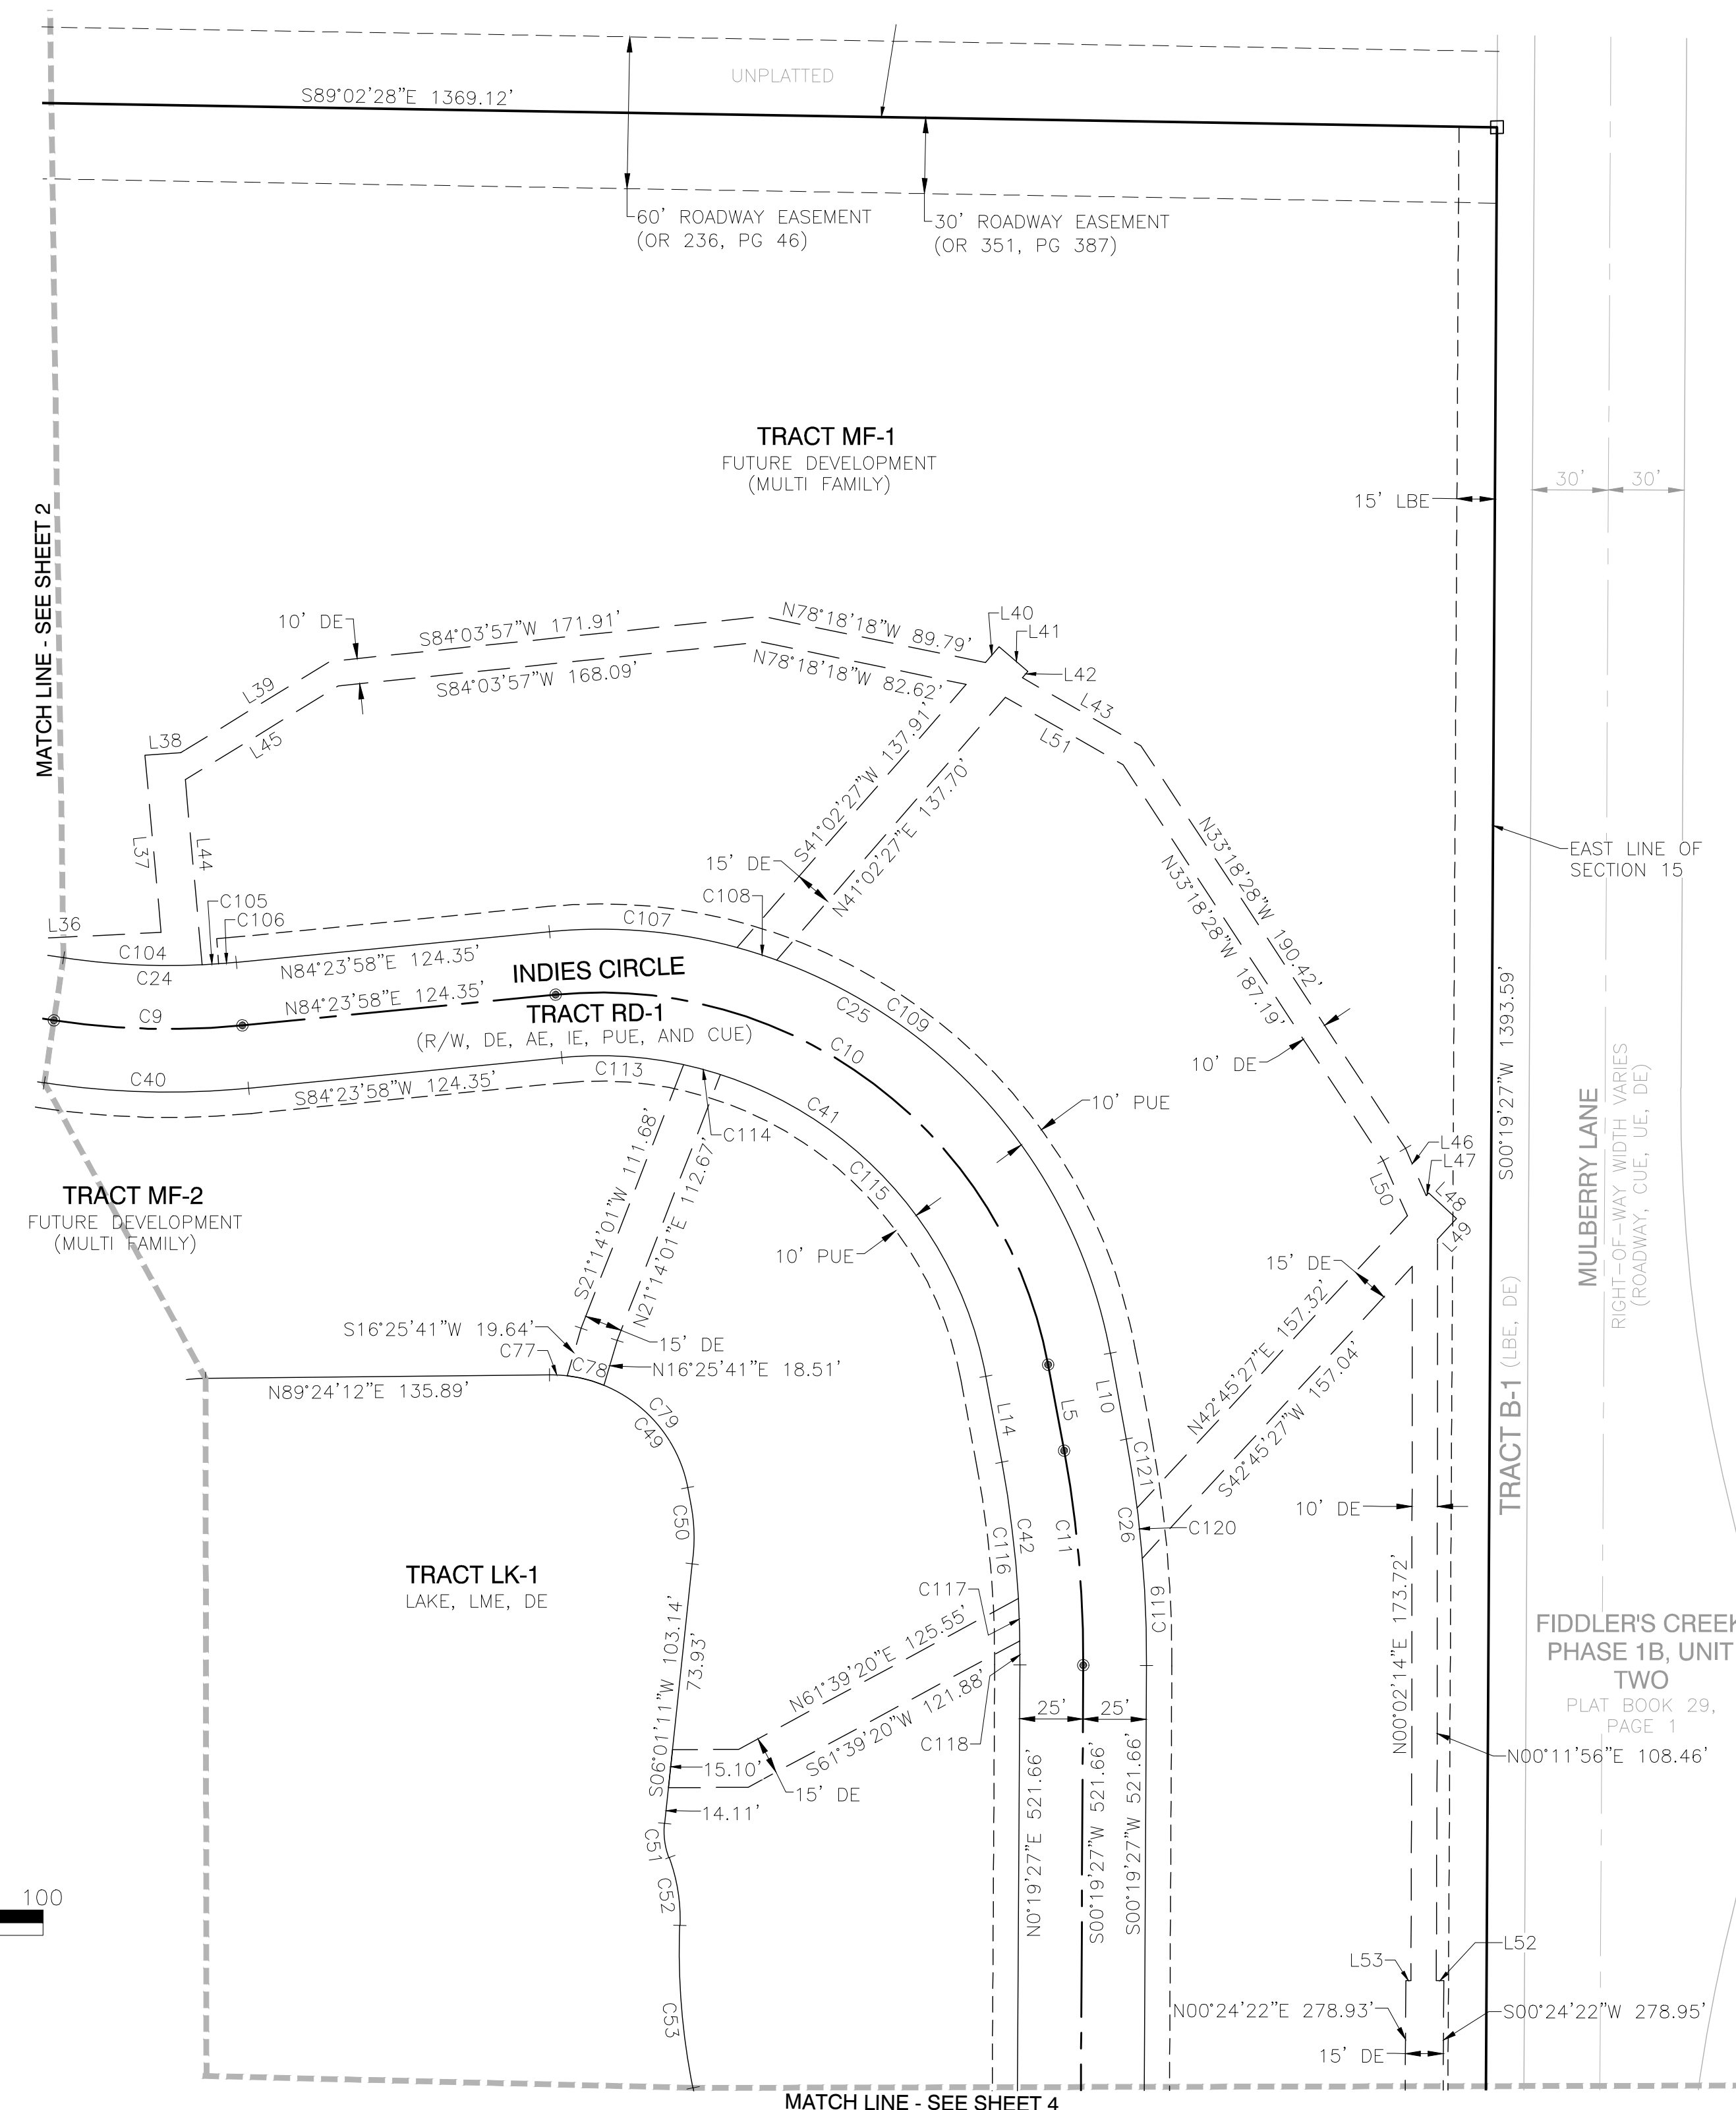 UNPLATTED
S89°02'28"E 1369.12'
60' ROADWAY EASEMENT
(OR 236, PG 46)
30' ROADWAY EASEMENT
(OR 351, PG 387)
MATCH LINE - SEE SHEET 2
TRACT MF-1
FUTURE DEVELOPMENT
(MULTI FAMILY)
15' LBE
30'
30'
10' DE
S84°03'57"W 171.91'
S84°03'57"W 168.09'
N78°18'18"W 89.79'
N78°18'18"W 82.62'
L40
L41
L42
L43
L51
L39
L38
L45
L37
L44
L36
S41°02'27"W 137.91'
N41°02'27"E 137.70'
15' DE
C108
N33°18'28"W 190.42'
N33°18'28"W 187.19'
10' DE
EAST LINE OF
SECTION 15
C105
C106
C107
C104
C24
N84°23'58"E 124.35'
INDIES CIRCLE
N84°23'58"E 124.35'
TRACT RD-1
(R/W, DE, AE, IE, PUE, AND CUE)
C9
C10
C25
C109
C40
S84°23'58"W 124.35'
C113
C41
C114
C115
10' PUE
10' PUE
S00°19'27"W 1393.59'
MULBERRY LANE
RIGHT-OF-WAY WIDTH VARIES
(ROADWAY, CUE, UE, DE)
L46
L47
L48
L49
L50
TRACT MF-2
FUTURE DEVELOPMENT
(MULTI FAMILY)
S21°14'01"W 111.68'
N21°14'01"E 112.67'
S16°25'41"W 19.64'
15' DE
C77
C78
N16°25'41"E 18.51'
N89°24'12"E 135.89'
C79
C49
C50
15' DE
N42°45'27"E 157.32'
S42°45'27"W 157.04'
L14
L5
L10
C121
C26
C120
C42
C116
C11
C119
10' DE
TRACT B-1 (LBE, DE)
TRACT LK-1
LAKE, LME, DE
C117
N61°39'20"E 125.55'
S61°39'20"W 121.88'
C118
15' DE
S06°01'11"W 103.14'
73.93'
15.10'
14.11'
25'
25'
N0°19'27"E 521.66'
S00°19'27"W 521.66'
S00°19'27"W 521.66'
N00°02'14"E 173.72'
FIDDLER'S CREEK
PHASE 1B, UNIT
TWO
PLAT BOOK 29,
PAGE 1
N00°11'56"E 108.46'
C51
C52
C53
100
L53
L52
N00°24'22"E 278.93'
S00°24'22"W 278.95'
15' DE
MATCH LINE - SEE SHEET 4